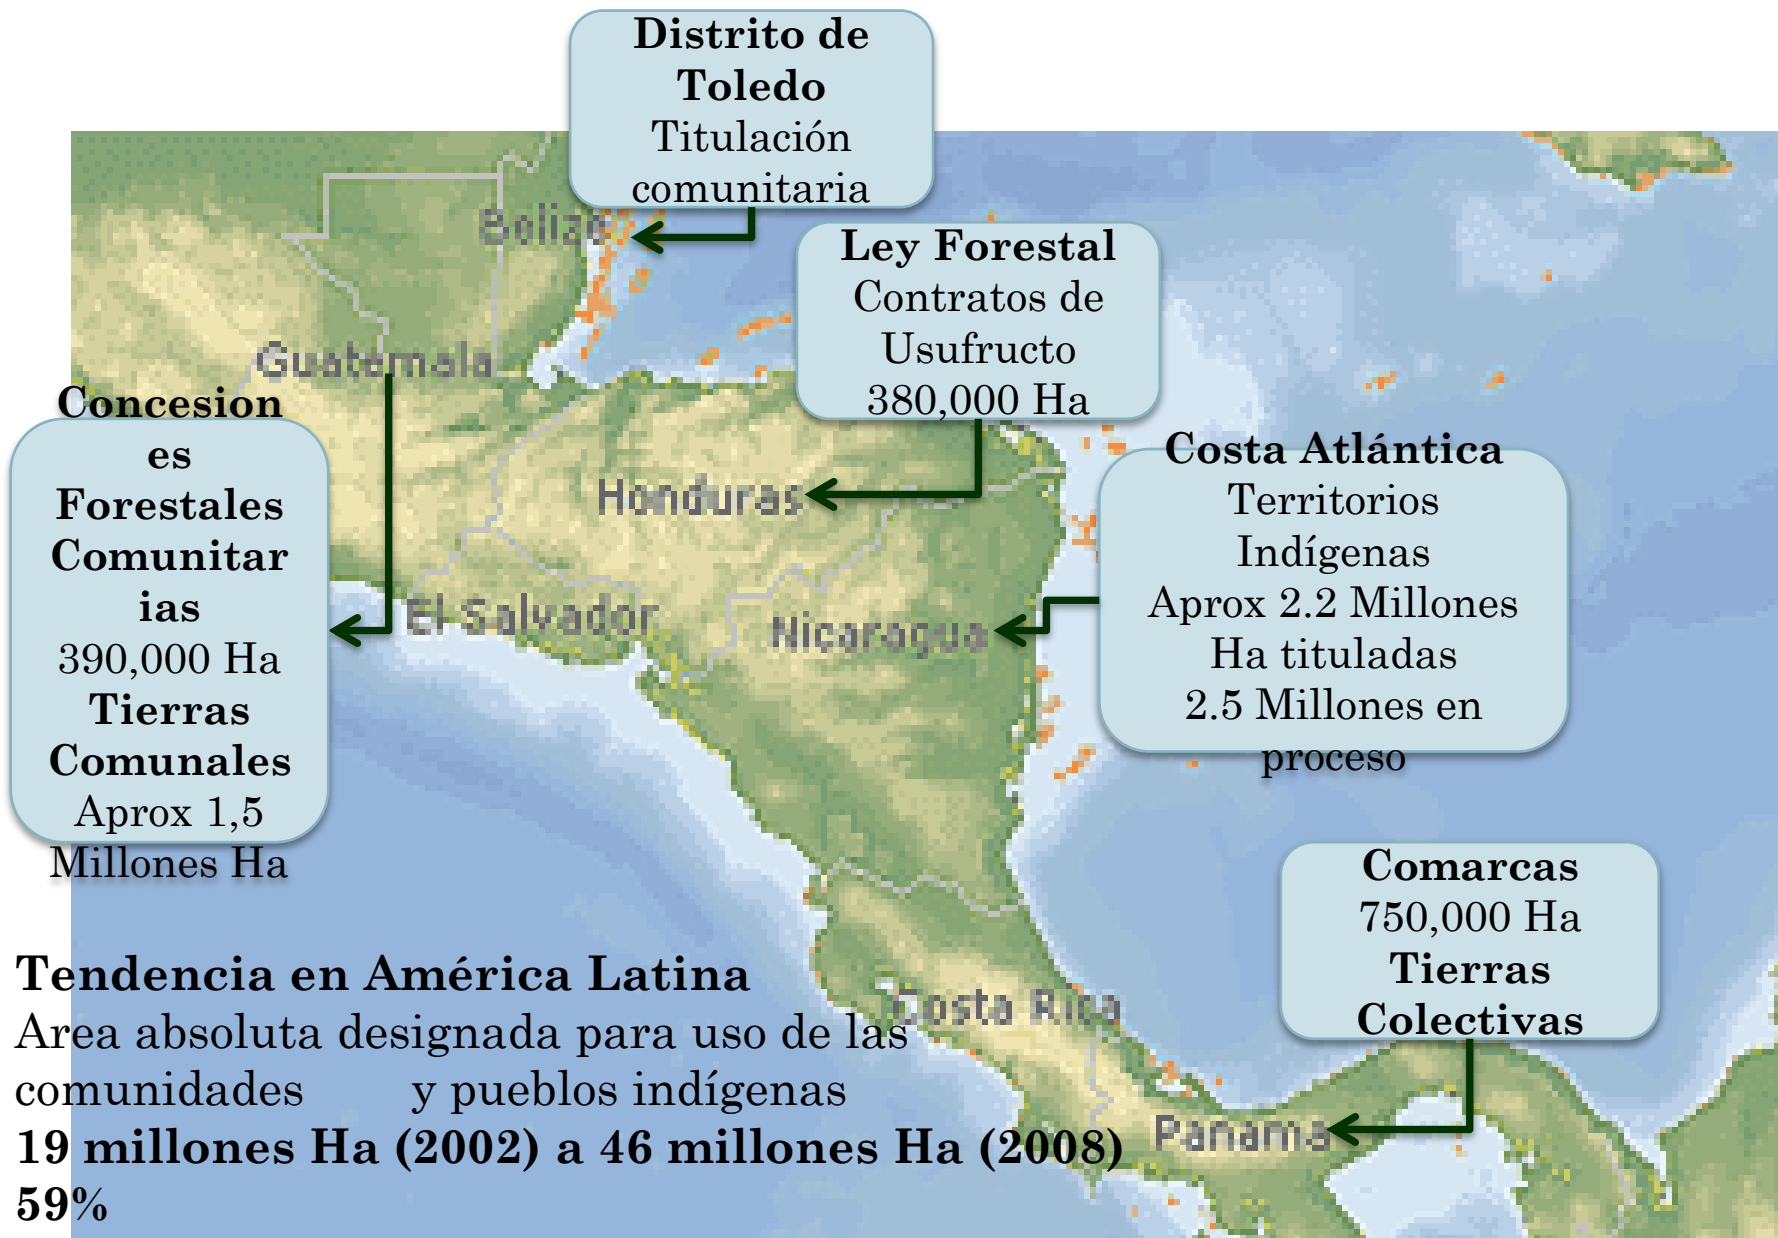 Distrito de
Toledo
Titulación
comunitaria
Belize
Ley Forestal
Contratos de
Usufructo
380,000 Ha
Guatemala
Concesion
es
Forestales
Comunitar
ias
390,000 Ha
Tierras
Comunales
Aprox 1,5
Millones Ha
Honduras
Costa Atlántica
Territorios
Indígenas
Aprox 2.2 Millones
Ha tituladas
2.5 Millones en
proceso
El Salvador
Nicaragua
Comarcas
750,000 Ha
Tierras
Colectivas
Costa Rica
Panama
Tendencia en América Latina
Area absoluta designada para uso de las
comunidades y pueblos indígenas
19 millones Ha (2002) a 46 millones Ha (2008)
59%